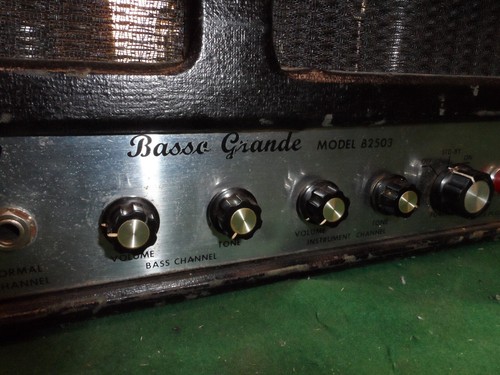 Basso Grande MODEL 82503
VOLUME
TONE
BASS CHANNEL
VOLUME
INSTRUMENT CHANNEL
ORMAL
HANNEL